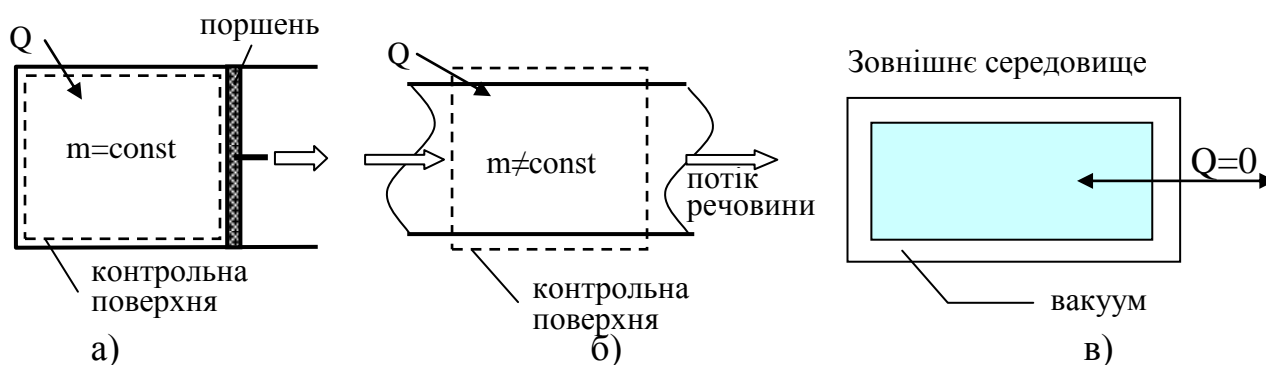 поршень
Q
m=const
контрольна
поверхня
а)
Q
m≠const
потік
речовини
контрольна
поверхня
б)
Зовнішнє середовище
Q=0
вакуум
в)